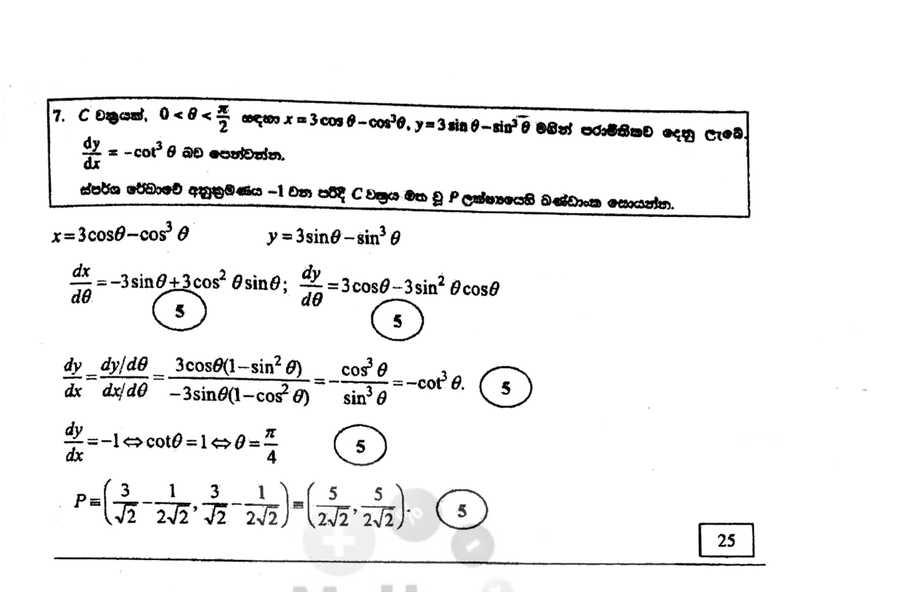 7. C වක්‍රයක්, 0 < θ < π/2 සඳහා x = 3 cos θ – cos³θ, y = 3 sin θ – sin³ θ මගින් පරාමිතිකව දෙනු ලැබේ.
dy/dx = –cot³ θ බව පෙන්වන්න.
ස්පර්ශ රේඛාවේ අනුක්‍රමණය –1 වන පරිදි C වක්‍රය මත වූ P ලක්ෂ්‍යයෙහි ඛණ්ඩාංක සොයන්න.
x = 3cosθ – cos³ θ y = 3sinθ – sin³ θ
dx/dθ = –3sinθ + 3cos² θ sinθ ; dy/dθ = 3cosθ – 3sin² θ cosθ
5 5
dy/dx = (dy/dθ)/(dx/dθ) = 3cosθ(1–sin² θ)/–3sinθ(1–cos² θ) = – cos³ θ/sin³ θ = –cot³ θ. 5
dy/dx = –1 ⇔ cotθ = 1 ⇔ θ = π/4 5
P ≡ (3/√2 – 1/2√2, 3/√2 – 1/2√2) ≡ (5/2√2, 5/2√2). 5
25